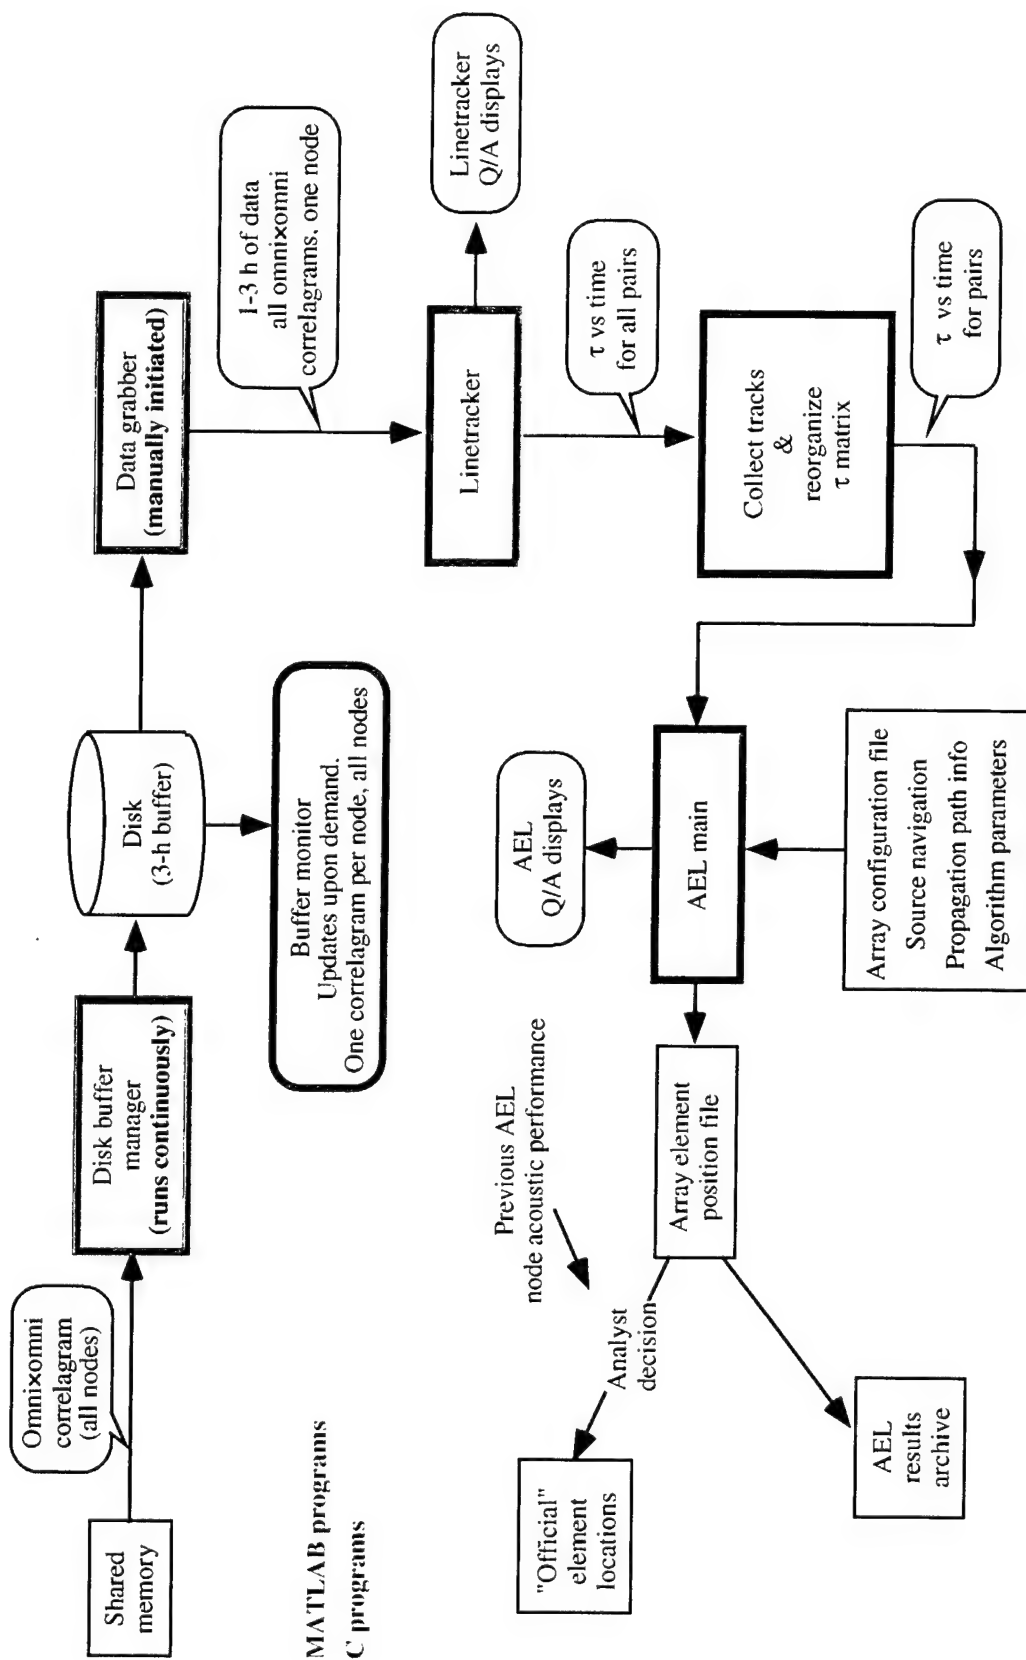 Shared
memory
Omni×omni
correlagram
(all nodes)
Disk buffer
manager
(runs continuously)
Disk
(3-h buffer)
Data grabber
(manually initiated)
Buffer monitor
Updates upon demand.
One correlagram per node, all nodes
1-3 h of data
all omni×omni
correlagrams, one node
MATLAB programs
C programs
Linetracker
Linetracker
Q/A displays
τ vs time
for all pairs
Collect tracks
&
reorganize
τ matrix
τ vs time
for pairs
AEL
Q/A displays
AEL main
Array configuration file
Source navigation
Propagation path info
Algorithm parameters
Previous AEL
node acoustic performance
Array element
position file
Analyst
decision
"Official"
element
locations
AEL
results
archive